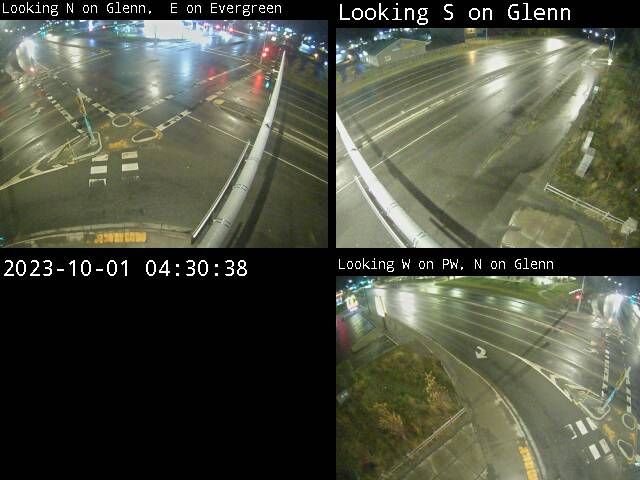 Looking N on Glenn, E on Evergreen
Looking S on Glenn
2023-10-01 04:30:38
Looking W on PW, N on Glenn